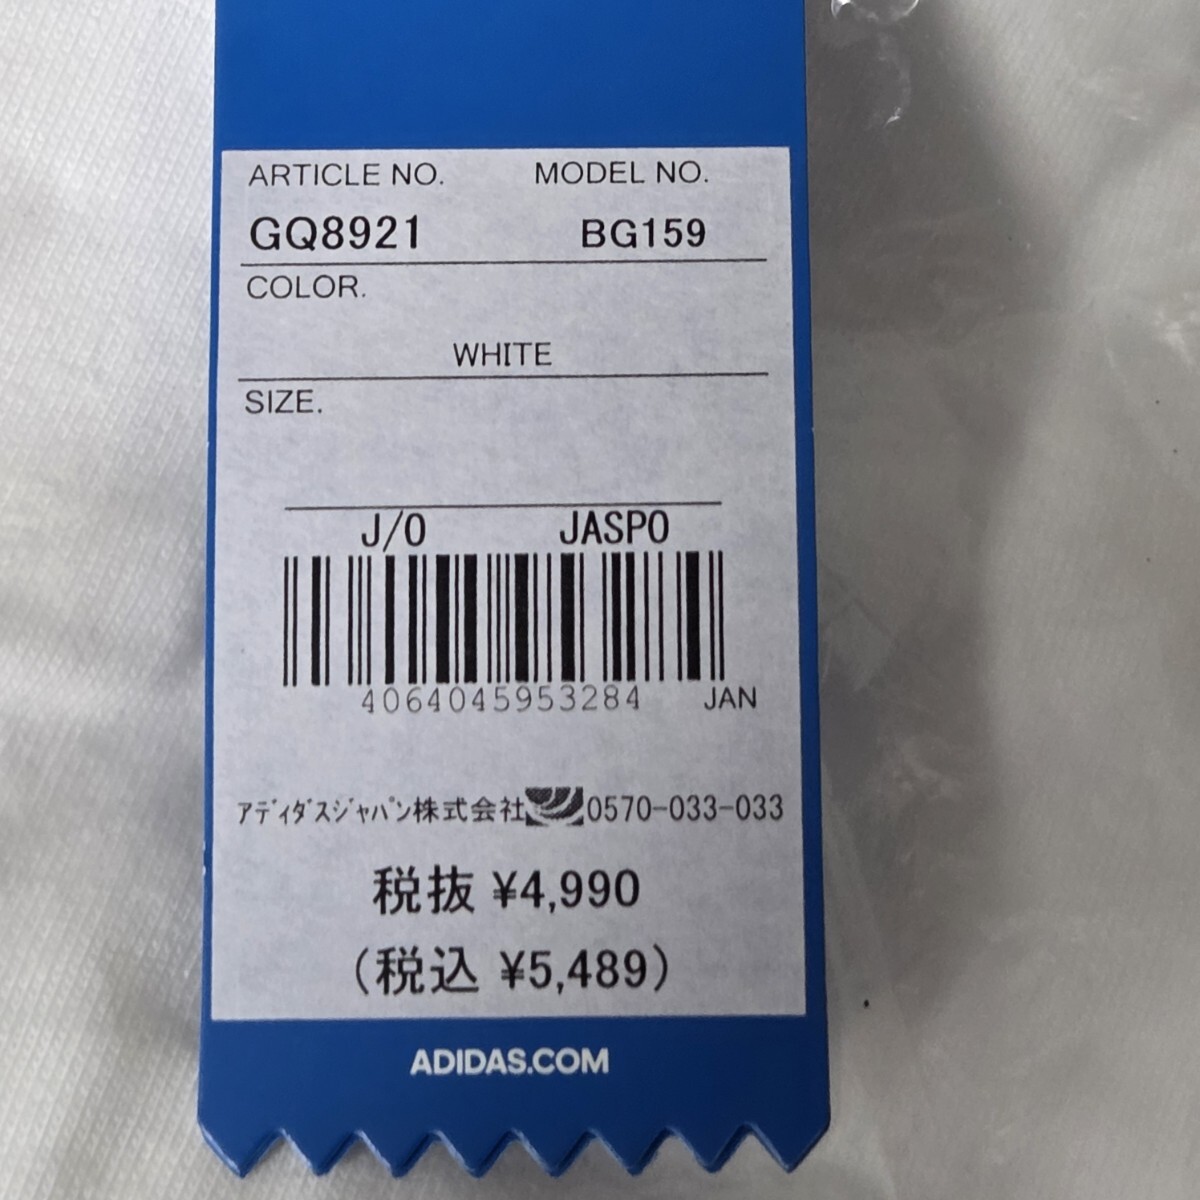 ARTICLE NO. MODEL NO.
GQ8921 BG159
COLOR.
WHITE
SIZE.
J/O JASPO
4064045953284 JAN
ｱﾃﾞｨﾀﾞｽｼﾞｬﾊﾟﾝ株式会社 0570-033-033
税抜 ¥4,990
(税込 ¥5,489)
ADIDAS.COM